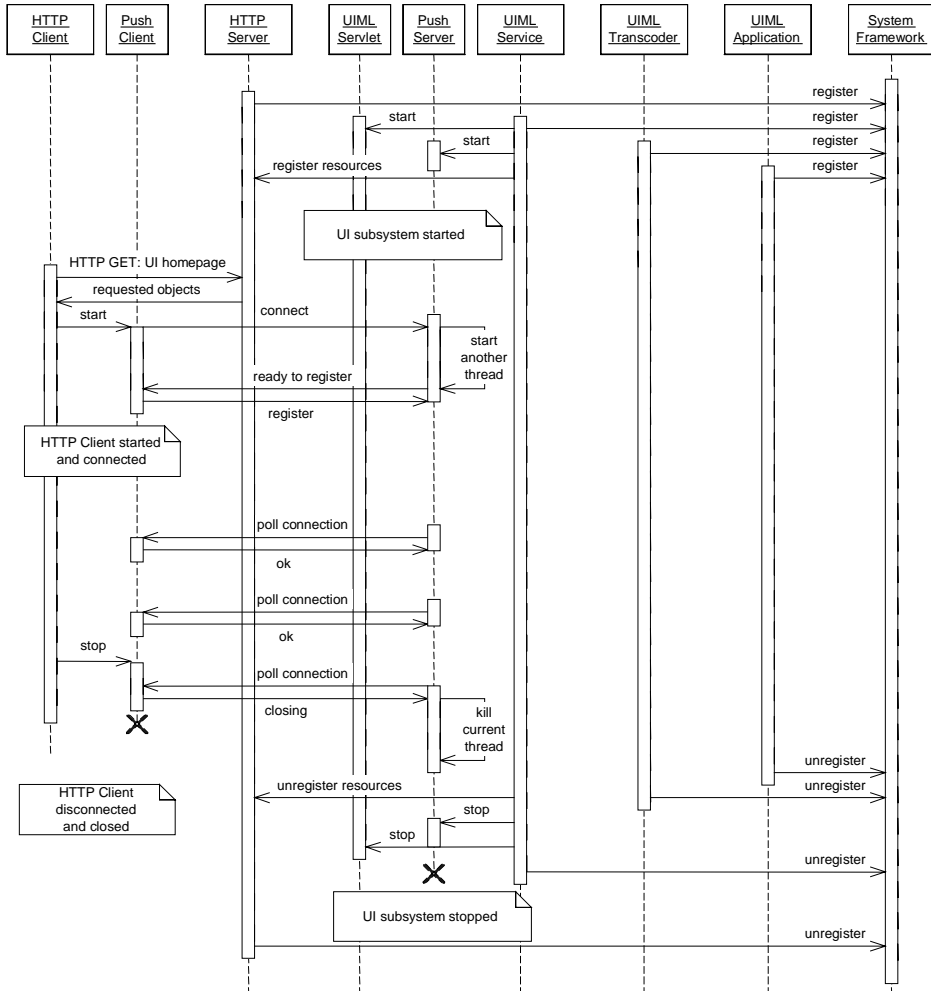 HTTP
Client
Push
Client
HTTP
Server
UIML
Servlet
Push
Server
UIML
Service
UIML
Transcoder
UIML
Application
System
Framework
register
start
register
start
register
register resources
register
UI subsystem started
HTTP GET: UI homepage
requested objects
start
connect
start
another
thread
ready to register
register
HTTP Client started
and connected
poll connection
ok
poll connection
ok
stop
poll connection
closing
kill
current
thread
unregister
HTTP Client
disconnected
and closed
unregister resources
unregister
stop
stop
unregister
UI subsystem stopped
unregister